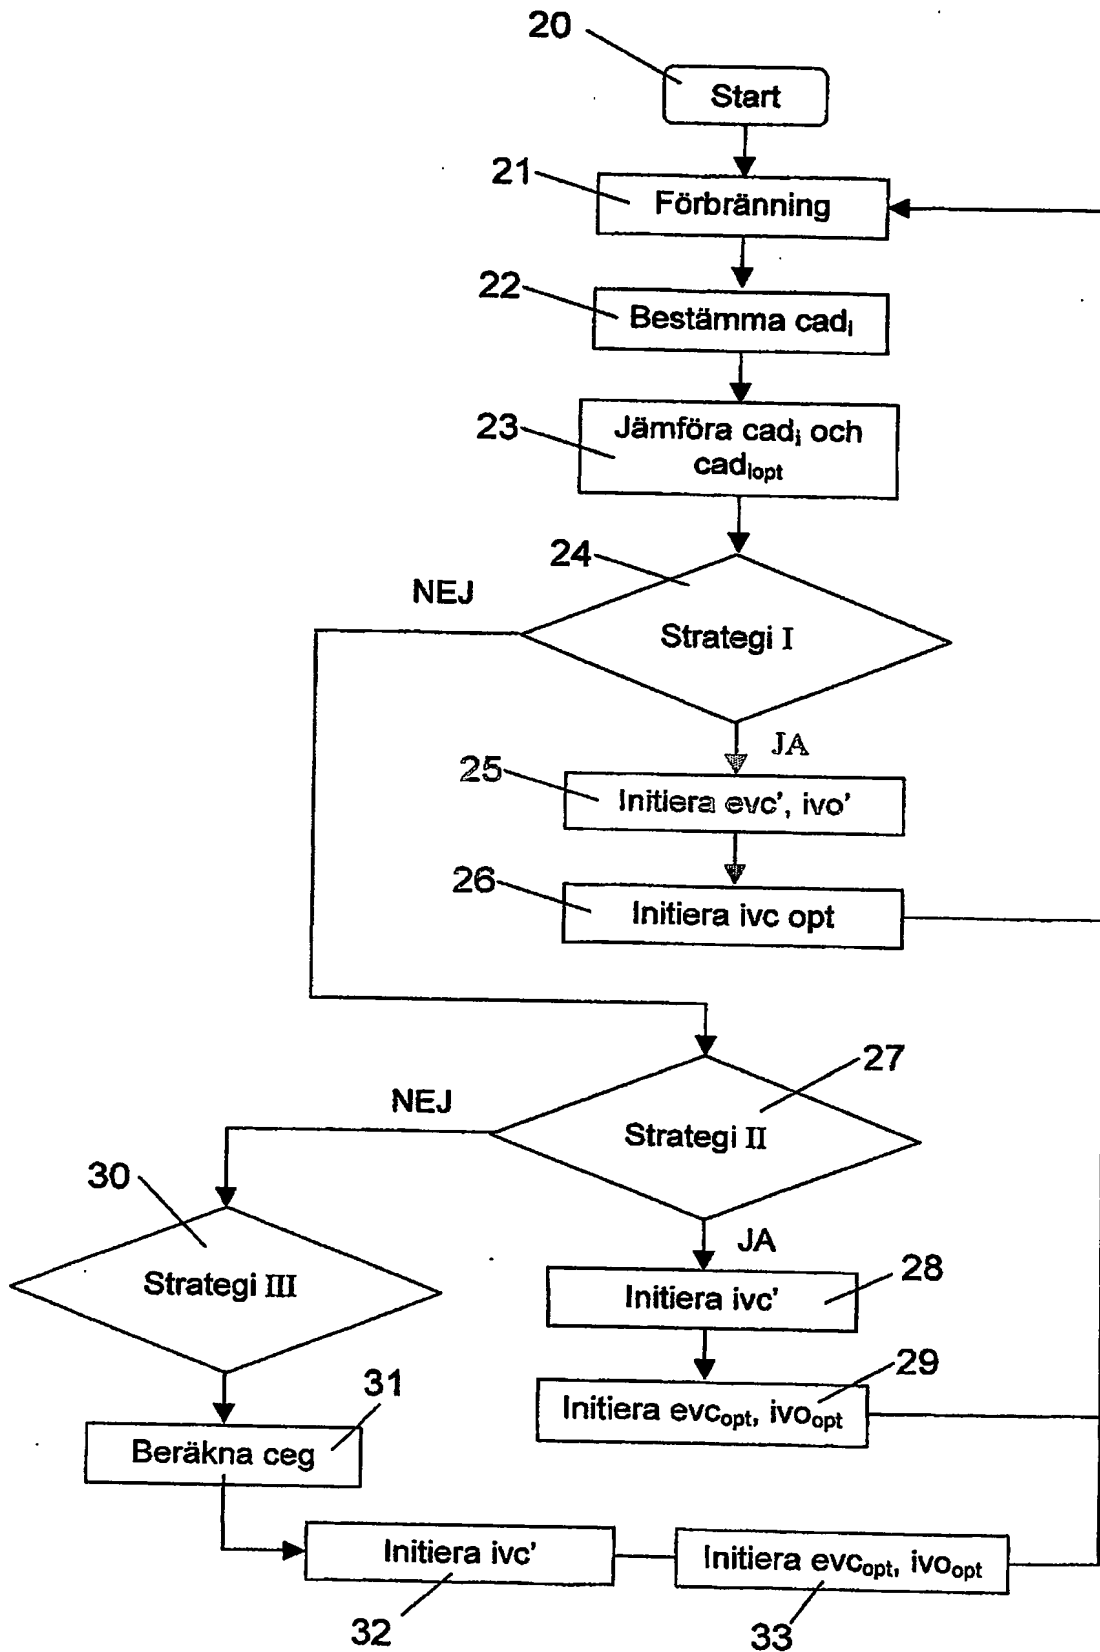 20
Start
21
Förbränning
22
Bestämma cadᵢ
23
Jämföra cadᵢ och
cadᵢₒₚₜ
24
NEJ
Strategi I
JA
25
Initiera evc’, ivo’
26
Initiera ivc opt
27
NEJ
Strategi II
30
JA
Strategi III
28
Initiera ivc’
29
Initiera evcₒₚₜ, ivoₒₚₜ
31
Beräkna ceg
Initiera ivc’
Initiera evcₒₚₜ, ivoₒₚₜ
32
33